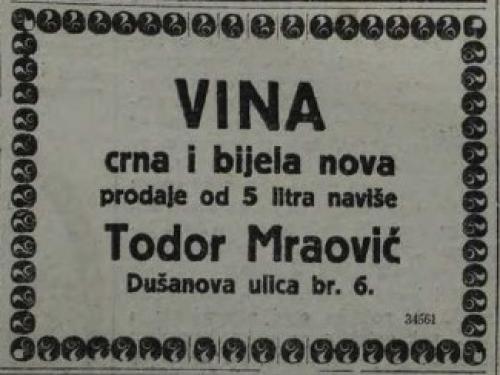 VINA
crna i bijela nova
prodaje od 5 litra naviše
Todor Mraović
Dušanova ulica br. 6.
34561